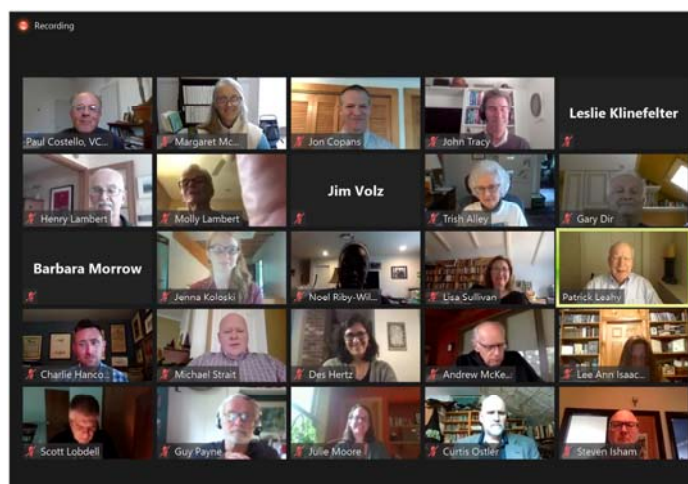 Recording
Paul Costello, VC...
Margaret Mc...
Jon Copans
John Tracy
Leslie Klinefelter
Henry Lambert
Molly Lambert
Jim Volz
Trish Alley
Gary Dir
Barbara Morrow
Jenna Koloski
Noel Riby-Wil...
Lisa Sullivan
Patrick Leahy
Charlie Hanco...
Michael Strait
Des Hertz
Andrew McKe...
Lee Ann Isaac...
Scott Lobdell
Guy Payne
Julie Moore
Curtis Ostler
Steven Isham